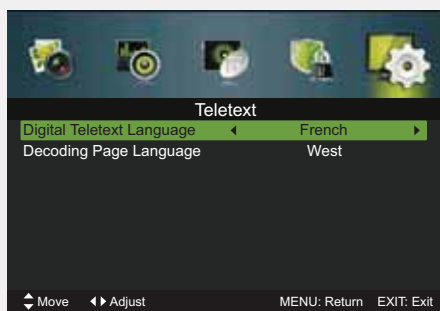 Teletext
Digital Teletext Language French
Decoding Page Language West
Move Adjust MENU: Return EXIT: Exit